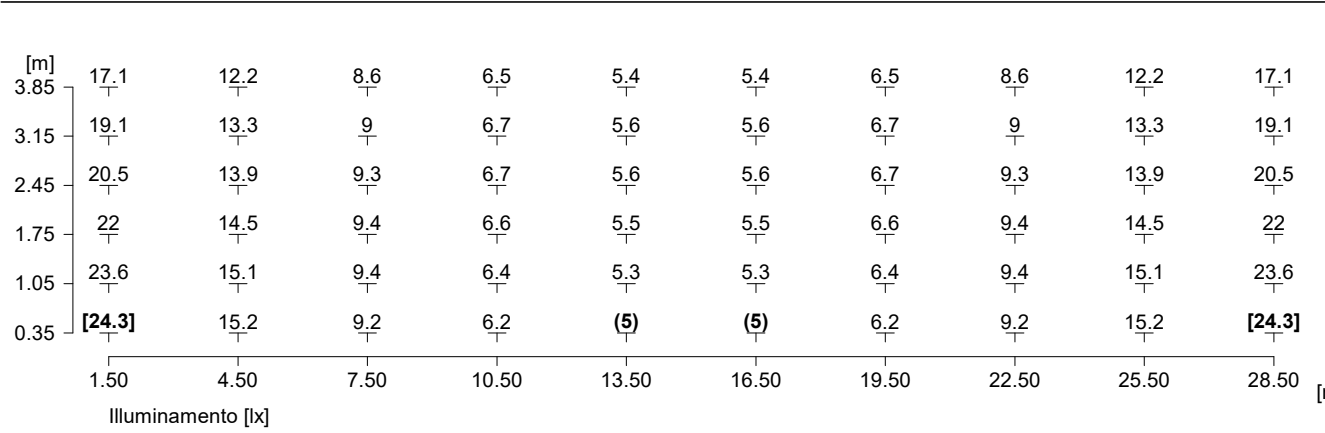 [m]
3.85 17.1 12.2 8.6 6.5 5.4 5.4 6.5 8.6 12.2 17.1
3.15 19.1 13.3 9 6.7 5.6 5.6 6.7 9 13.3 19.1
2.45 20.5 13.9 9.3 6.7 5.6 5.6 6.7 9.3 13.9 20.5
1.75 22 14.5 9.4 6.6 5.5 5.5 6.6 9.4 14.5 22
1.05 23.6 15.1 9.4 6.4 5.3 5.3 6.4 9.4 15.1 23.6
0.35 [24.3] 15.2 9.2 6.2 (5) (5) 6.2 9.2 15.2 [24.3]
1.50 4.50 7.50 10.50 13.50 16.50 19.50 22.50 25.50 28.50
Illuminamento [lx]